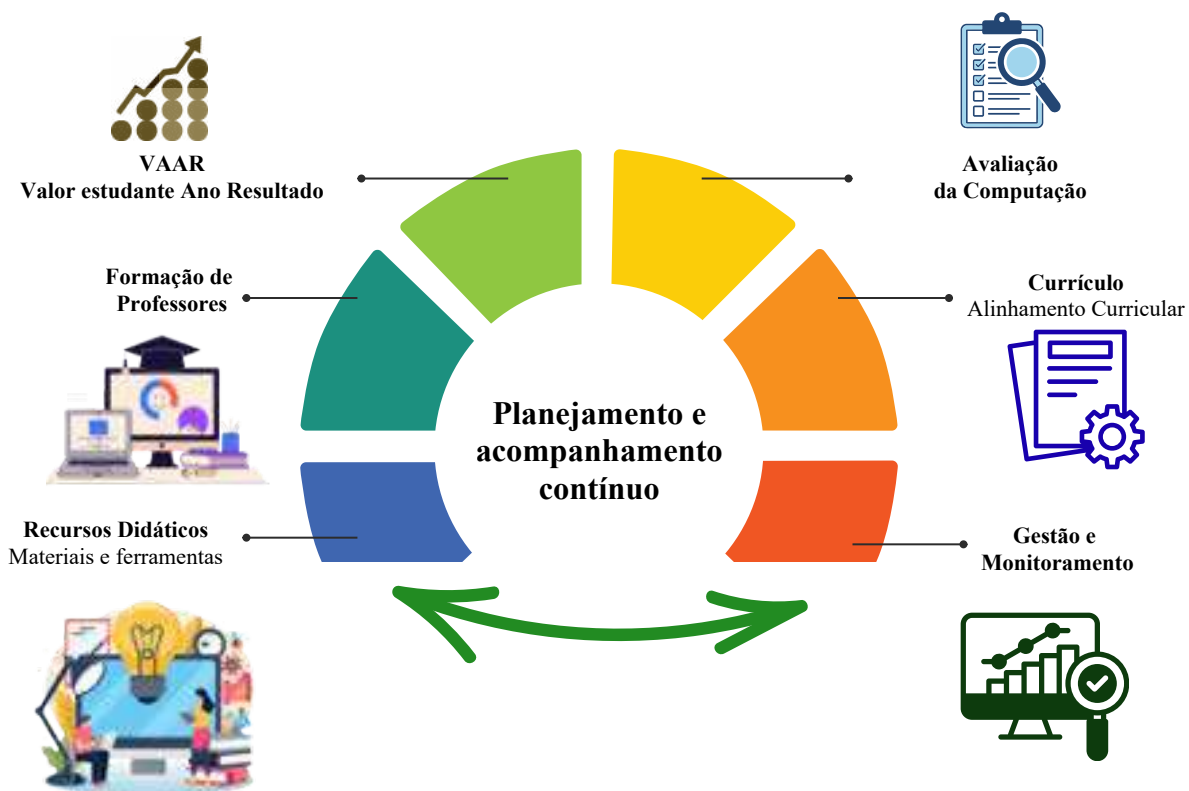 VAAR
Valor estudante Ano Resultado
Avaliação
da Computação
Formação de
Professores
Currículo
Alinhamento Curricular
Planejamento e
acompanhamento
contínuo
Recursos Didáticos
Materiais e ferramentas
Gestão e
Monitoramento